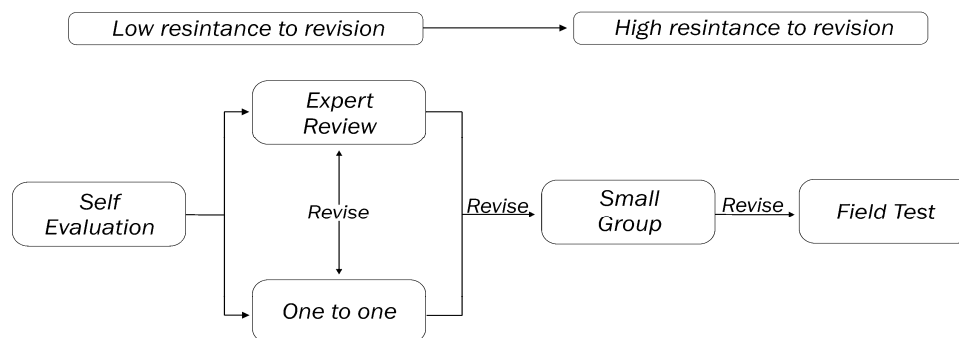 Low resintance to revision
High resintance to revision
Expert
Review
Self
Evaluation
Revise
Revise
Small
Group
Revise
Field Test
One to one